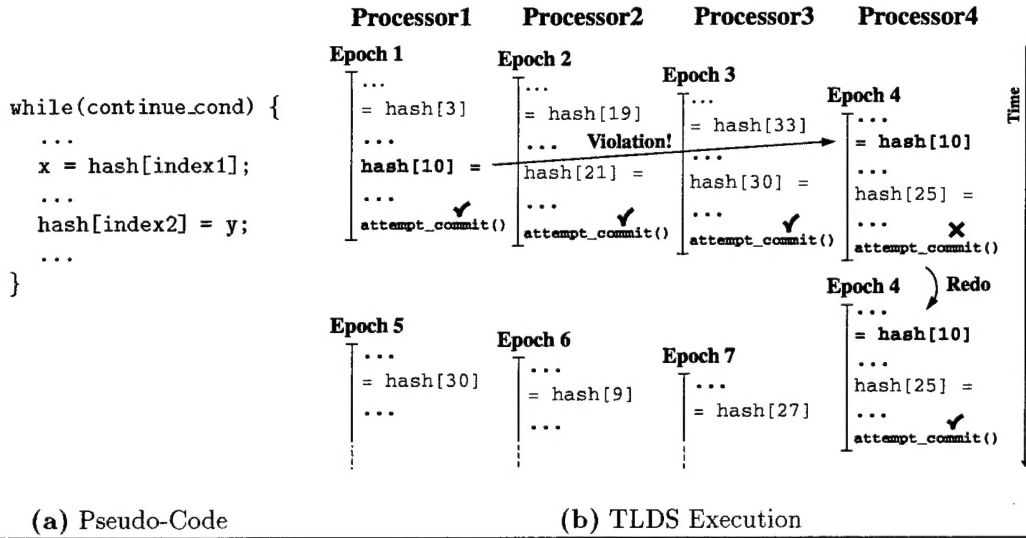 while(continue_cond) {
...
x = hash[index1];
...
hash[index2] = y;
...
}
(a) Pseudo-Code
Processor1
Epoch 1
...
= hash[3]
...
hash[10] =
...
attempt_commit()
Epoch 5
...
= hash[30]
...
Processor2
Epoch 2
...
= hash[19]
...
hash[21] =
...
attempt_commit()
Epoch 6
...
= hash[9]
...
Violation!
Processor3
Epoch 3
...
= hash[33]
...
hash[30] =
...
attempt_commit()
Epoch 7
...
= hash[27]
Processor4
Epoch 4
...
= hash[10]
...
hash[25] =
...
attempt_commit()
Redo
Epoch 4
...
= hash[10]
...
hash[25] =
...
attempt_commit()
Time
(b) TLDS Execution